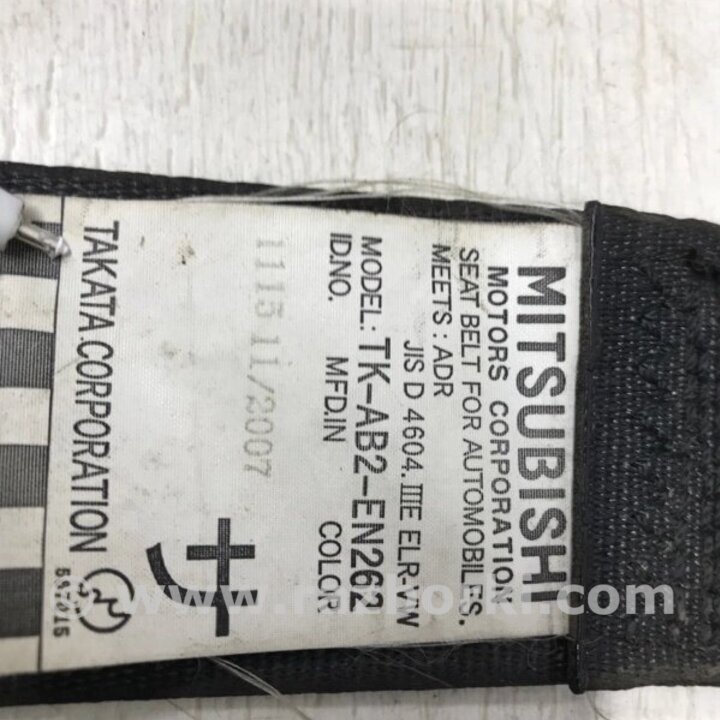 MITSUBISHI
MOTORS CORPORATION
SEAT BELT FOR AUTOMOBILES.
MEETS : ADR
JIS D 4604. IIIE ELR-VW
MODEL: TK-AB2-EN262
ID.NO. MFD.IN COLOR
1115 11/2007
TAKATA.CORPORATION